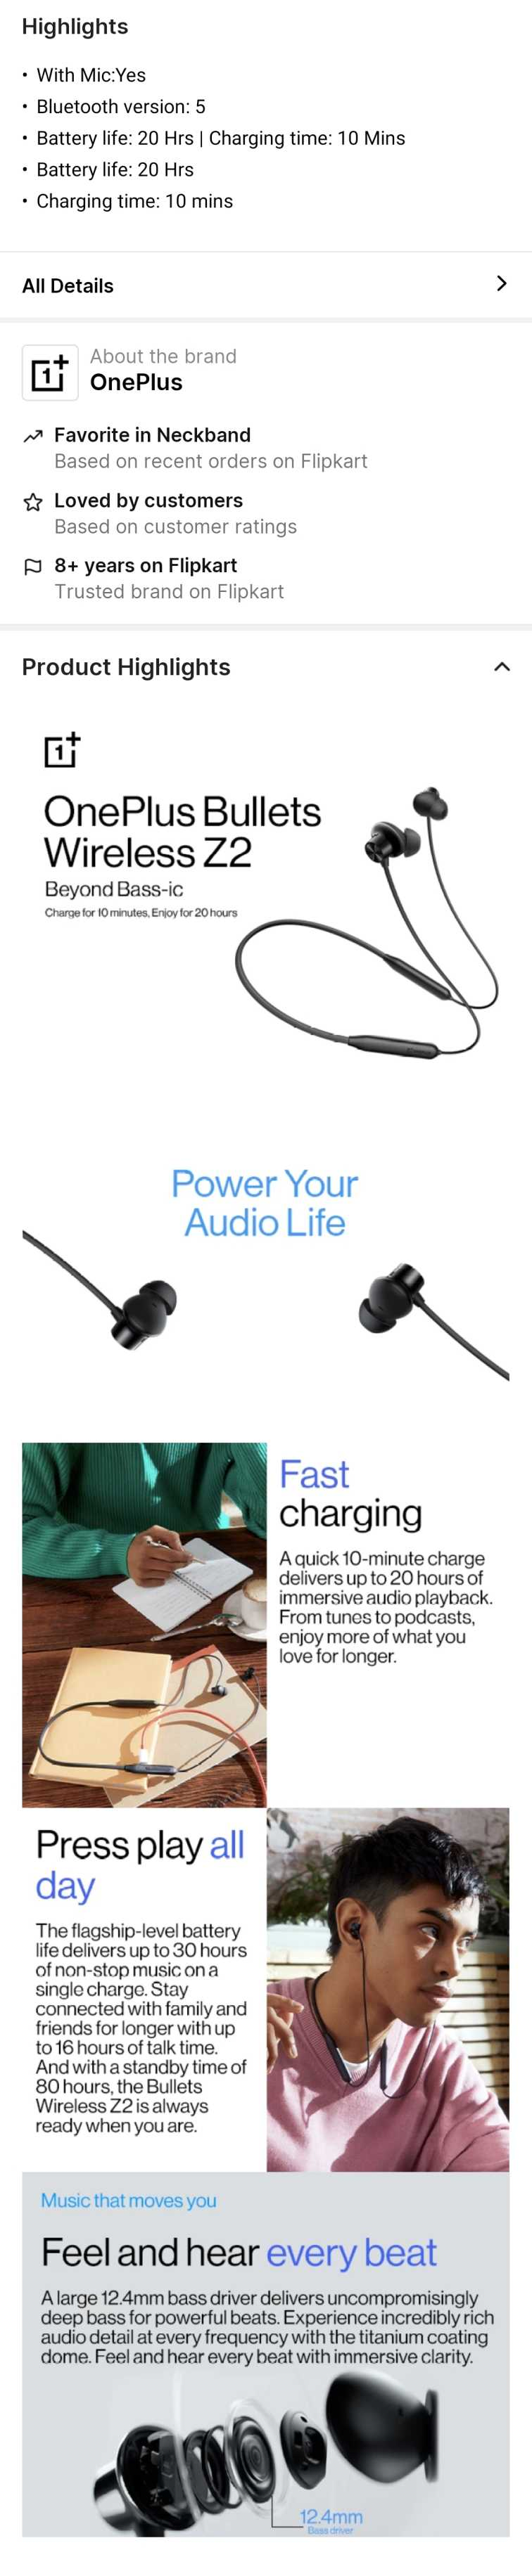 Highlights
• With Mic:Yes
• Bluetooth version: 5
• Battery life: 20 Hrs | Charging time: 10 Mins
• Battery life: 20 Hrs
• Charging time: 10 mins
All Details
About the brand
OnePlus
Favorite in Neckband
Based on recent orders on Flipkart
Loved by customers
Based on customer ratings
8+ years on Flipkart
Trusted brand on Flipkart
Product Highlights
OnePlus Bullets
Wireless Z2
Beyond Bass-ic
Charge for 10 minutes, Enjoy for 20 hours
Power Your
Audio Life
Fast
charging
A quick 10-minute charge
delivers up to 20 hours of
immersive audio playback.
From tunes to podcasts,
enjoy more of what you
love for longer.
Press play all
day
The flagship-level battery
life delivers up to 30 hours
of non-stop music on a
single charge. Stay
connected with family and
friends for longer with up
to 16 hours of talk time.
And with a standby time of
80 hours, the Bullets
Wireless Z2 is always
ready when you are.
Music that moves you
Feel and hear every beat
A large 12.4mm bass driver delivers uncompromisingly
deep bass for powerful beats. Experience incredibly rich
audio detail at every frequency with the titanium coating
dome. Feel and hear every beat with immersive clarity.
12.4mm
Bass driver